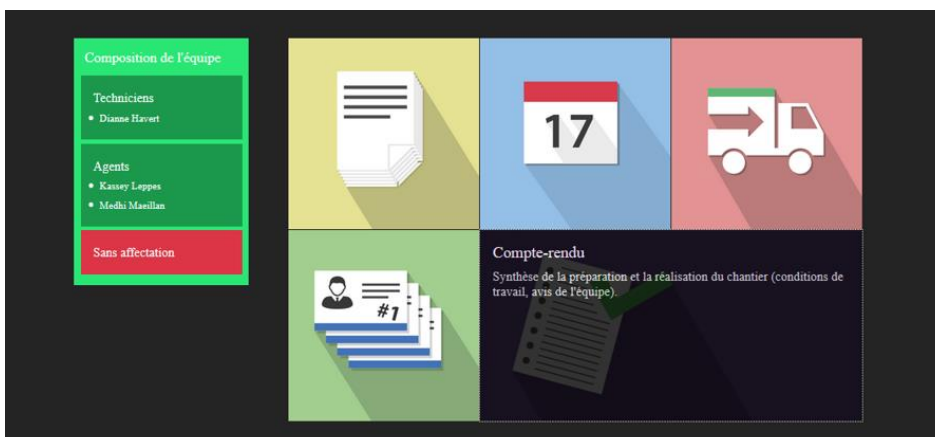 Composition de l'équipe
Techniciens
Dianne Havert
Agents
Kassey Leppes
Medhi Maeillan
Sans affectation
17
#1
Compte-rendu
Synthèse de la préparation et la réalisation du chantier (conditions de
travail, avis de l'équipe).